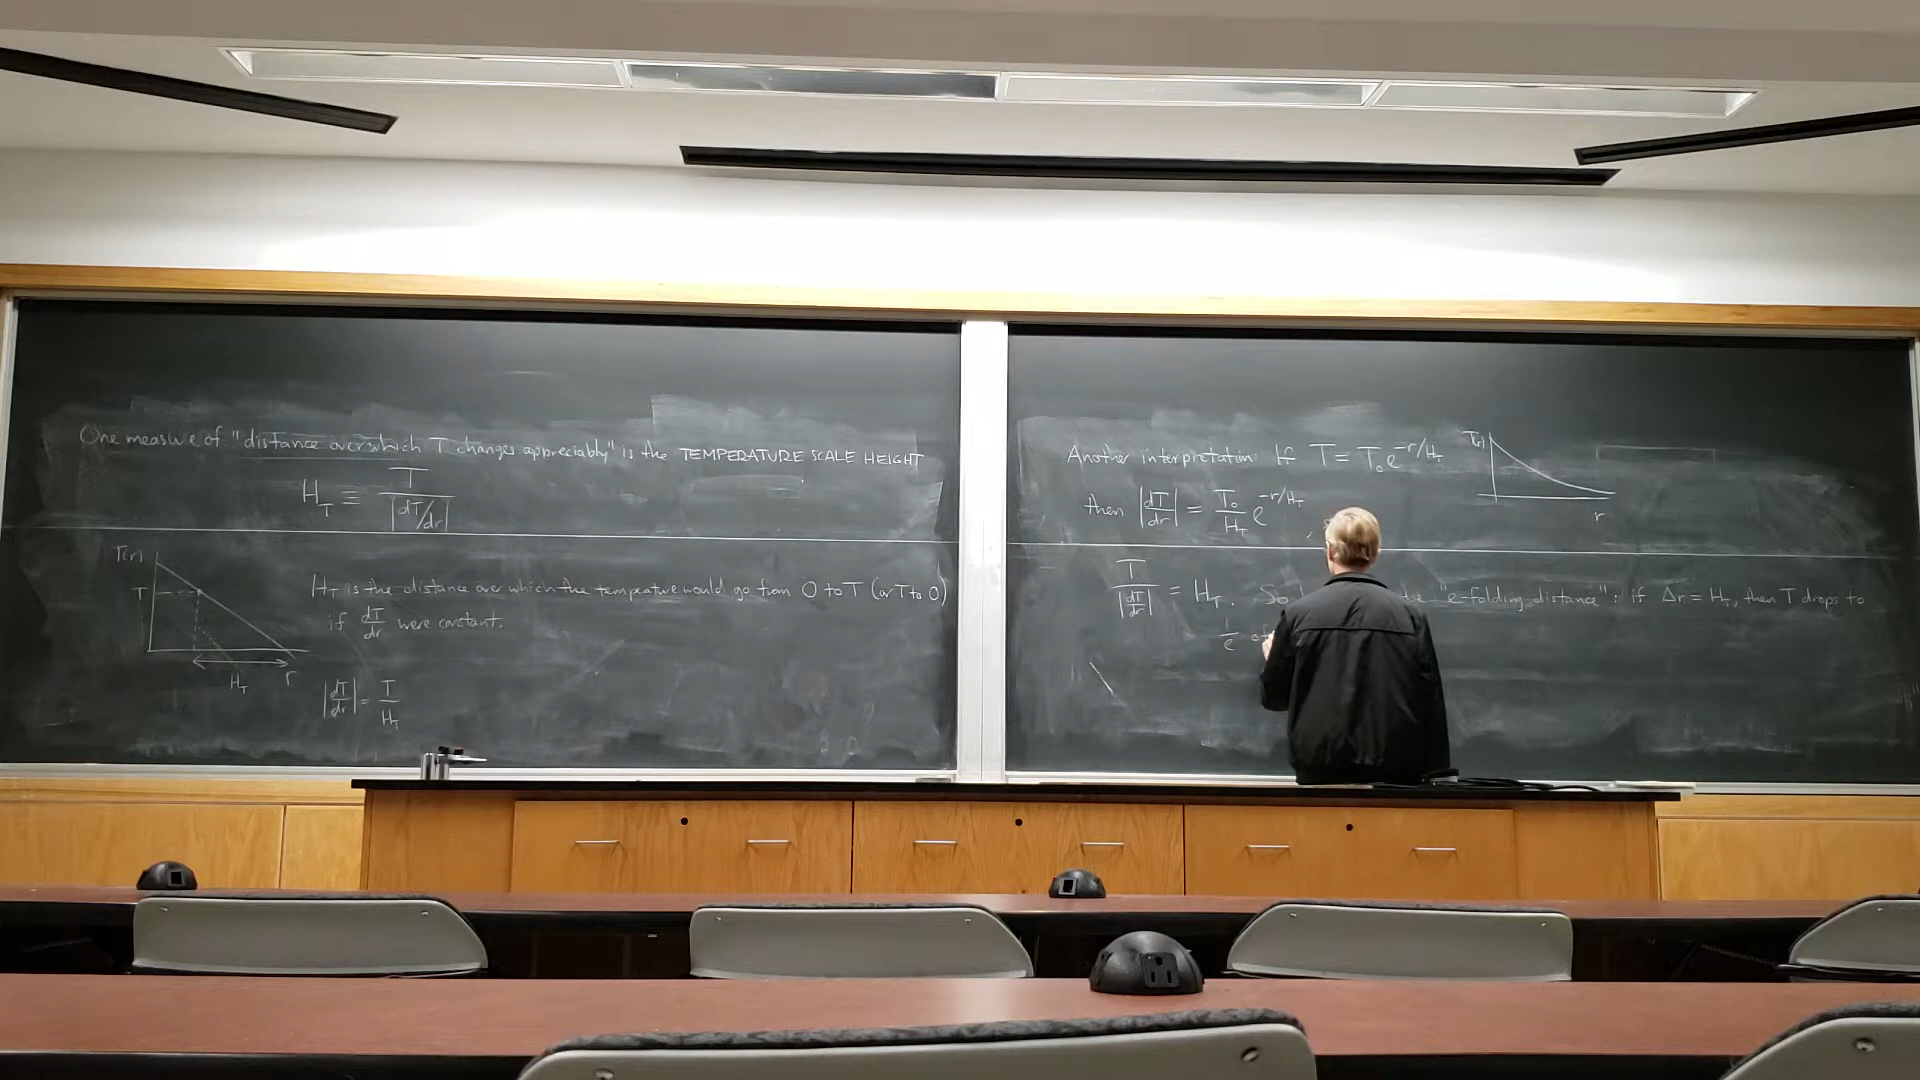 One measure of "distance over which T changes appreciably" is the TEMPERATURE SCALE HEIGHT
H_T ≡ T / |dT/dr|
T(r)
T
H_T is the distance over which the temperature would go from 0 to T (or T to 0)
if dT/dr were constant.
H_T
r
|dT/dr| = T/H_T
Another interpretation: If T = T₀e^(-r/H_T)
T(r)
r
then |dT/dr| = T₀/H_T e^(-r/H_T)
T / |dT/dr| = H_T. So "e-folding distance": if Δr = H_T, then T drops to
1/e of